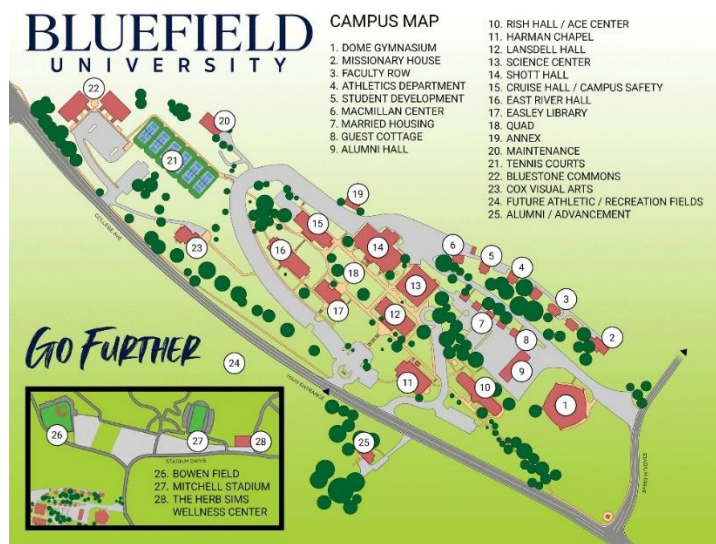 BLUEFIELD
UNIVERSITY
CAMPUS MAP
1. DOME GYMNASIUM
2. MISSIONARY HOUSE
3. FACULTY ROW
4. ATHLETICS DEPARTMENT
5. STUDENT DEVELOPMENT
6. MACMILLAN CENTER
7. MARRIED HOUSING
8. GUEST COTTAGE
9. ALUMNI HALL
10. RISH HALL / ACE CENTER
11. HARMAN CHAPEL
12. LANSDELL HALL
13. SCIENCE CENTER
14. SHOTT HALL
15. CRUISE HALL / CAMPUS SAFETY
16. EAST RIVER HALL
17. EASLEY LIBRARY
18. QUAD
19. ANNEX
20. MAINTENANCE
21. TENNIS COURTS
22. BLUESTONE COMMONS
23. COX VISUAL ARTS
24. FUTURE ATHLETIC / RECREATION FIELDS
25. ALUMNI / ADVANCEMENT
22
20
21
19
15
23
16
14
6
5
4
18
13
3
17
12
7
2
8
9
11
10
1
24
25
COLLEGE AVE
MAIN ENTRANCE
STADIUM DRIVE
GO FURTHER
26
27
28
STADIUM DRIVE
26. BOWEN FIELD
27. MITCHELL STADIUM
28. THE HERB SIMS
WELLNESS CENTER